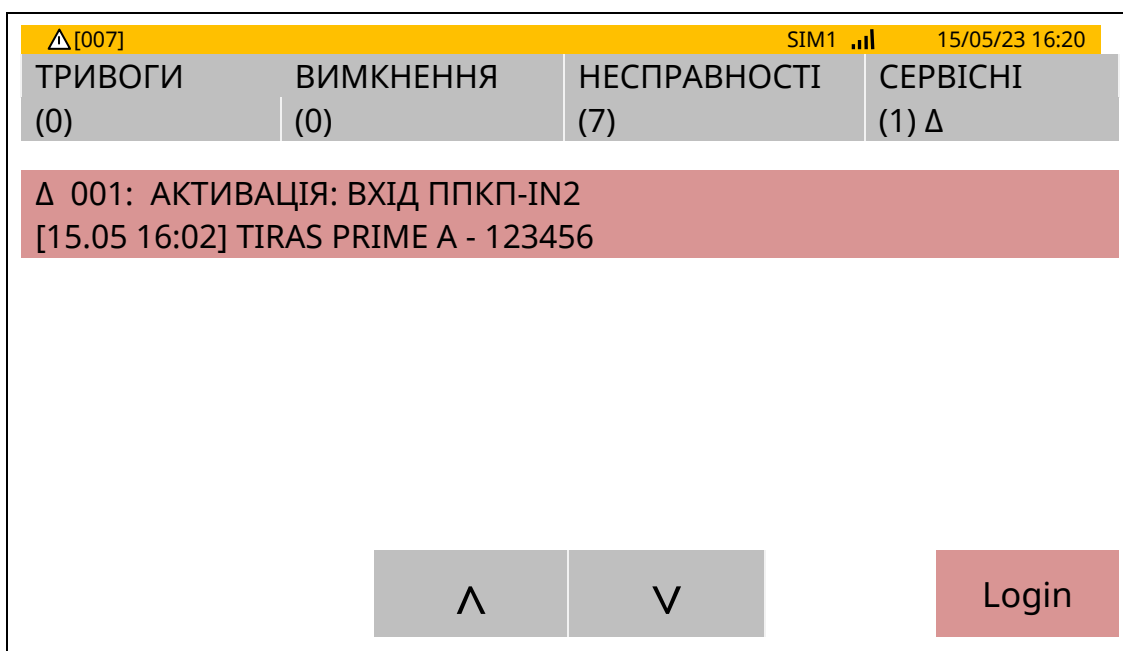 ⚠[007] SIM1 15/05/23 16:20
ТРИВОГИ ВИМКНЕННЯ НЕСПРАВНОСТІ СЕРВІСНІ
(0) (0) (7) (1) Δ
Δ 001: АКТИВАЦІЯ: ВХІД ППКП-IN2
[15.05 16:02] TIRAS PRIME A - 123456
Λ V Login